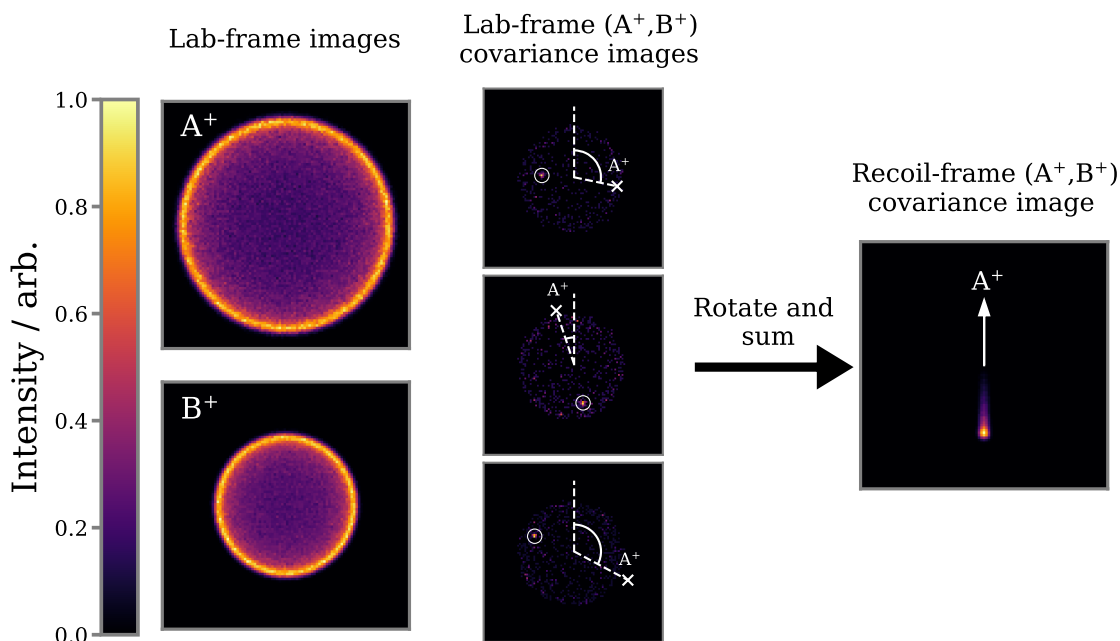 Lab-frame images
Lab-frame (A⁺,B⁺)
covariance images
Recoil-frame (A⁺,B⁺)
covariance image
Intensity / arb.
1.0
0.8
0.6
0.4
0.2
0.0
A⁺
B⁺
A⁺
A⁺
A⁺
Rotate and
sum
A⁺